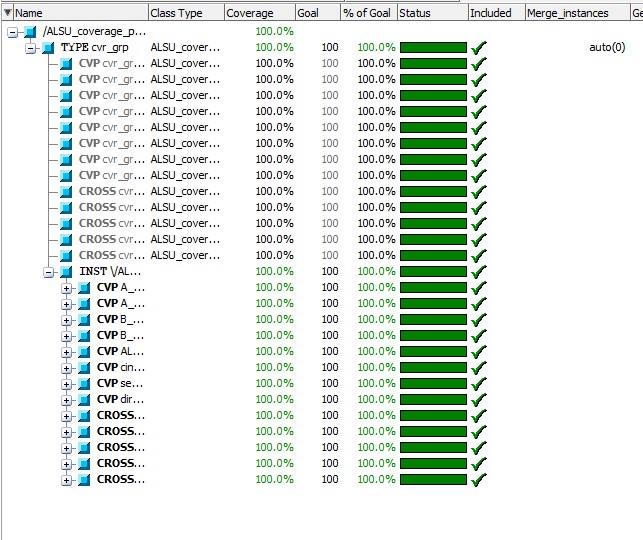 Name Class Type Coverage Goal % of Goal Status Included Merge_instances Ge
/ALSU_coverage_p... 100.0%
TYPE cvr_grp ALSU_cover... 100.0% 100 100.0% auto(0)
CVP cvr_gr... ALSU_cover... 100.0% 100 100.0%
CVP cvr_gr... ALSU_cover... 100.0% 100 100.0%
CVP cvr_gr... ALSU_cover... 100.0% 100 100.0%
CVP cvr_gr... ALSU_cover... 100.0% 100 100.0%
CVP cvr_gr... ALSU_cover... 100.0% 100 100.0%
CVP cvr_gr... ALSU_cover... 100.0% 100 100.0%
CVP cvr_gr... ALSU_cover... 100.0% 100 100.0%
CVP cvr_gr... ALSU_cover... 100.0% 100 100.0%
CROSS cvr... ALSU_cover... 100.0% 100 100.0%
CROSS cvr... ALSU_cover... 100.0% 100 100.0%
CROSS cvr... ALSU_cover... 100.0% 100 100.0%
CROSS cvr... ALSU_cover... 100.0% 100 100.0%
CROSS cvr... ALSU_cover... 100.0% 100 100.0%
INST \/AL... 100.0% 100 100.0%
CVP A_... 100.0% 100 100.0%
CVP A_... 100.0% 100 100.0%
CVP B_... 100.0% 100 100.0%
CVP B_... 100.0% 100 100.0%
CVP AL... 100.0% 100 100.0%
CVP cin... 100.0% 100 100.0%
CVP se... 100.0% 100 100.0%
CVP dir... 100.0% 100 100.0%
CROSS... 100.0% 100 100.0%
CROSS... 100.0% 100 100.0%
CROSS... 100.0% 100 100.0%
CROSS... 100.0% 100 100.0%
CROSS... 100.0% 100 100.0%